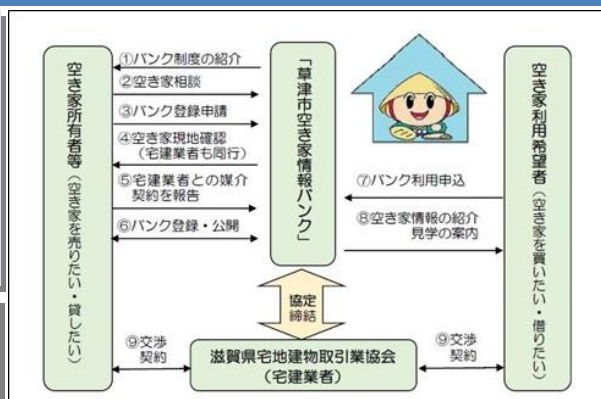 空き家所有者等（空き家を売りたい・貸したい）
①バンク制度の紹介
②空き家相談
③バンク登録申請
④空き家現地確認
（宅建業者も同行）
⑤宅建業者との媒介
契約を報告
⑥バンク登録・公開
「草津市空き家情報バンク」
⑦バンク利用申込
⑧空き家情報の紹介
見学の案内
空き家利用希望者（空き家を買いたい・借りたい）
協定
締結
⑨交渉
契約
滋賀県宅地建物取引業協会
（宅建業者）
⑨交渉
契約